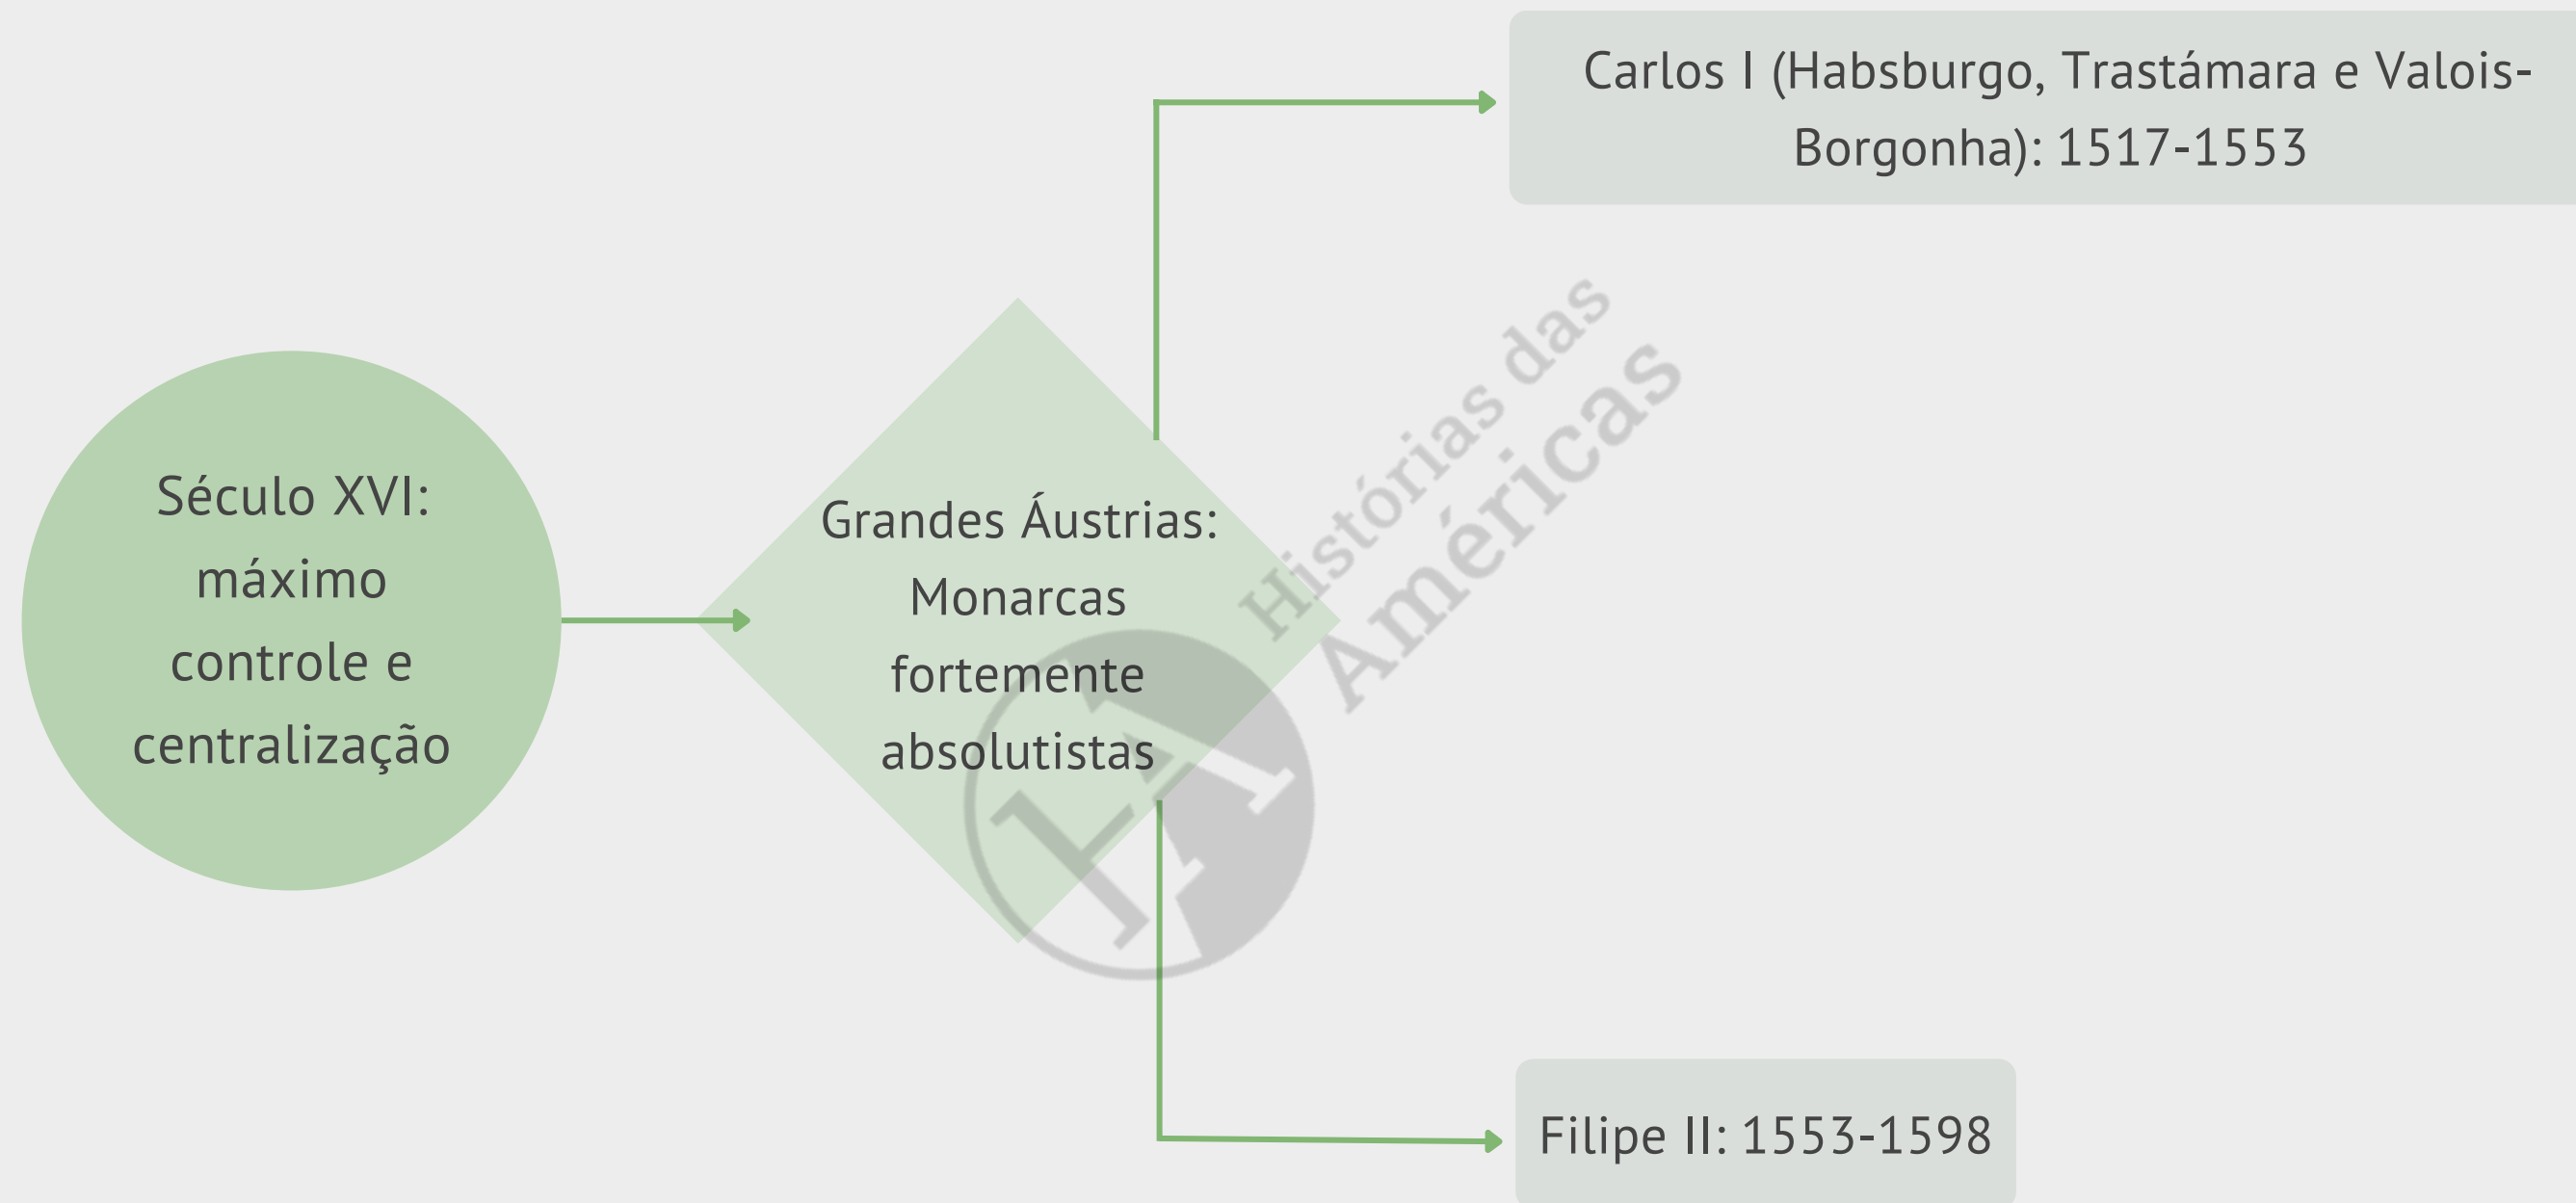 Carlos I (Habsburgo, Trastámara e Valois-
Borgonha): 1517-1553
Século XVI:
máximo
controle e
centralização
Grandes Áustrias:
Monarcas
fortemente
absolutistas
Histórias das
Américas
HA
Filipe II: 1553-1598